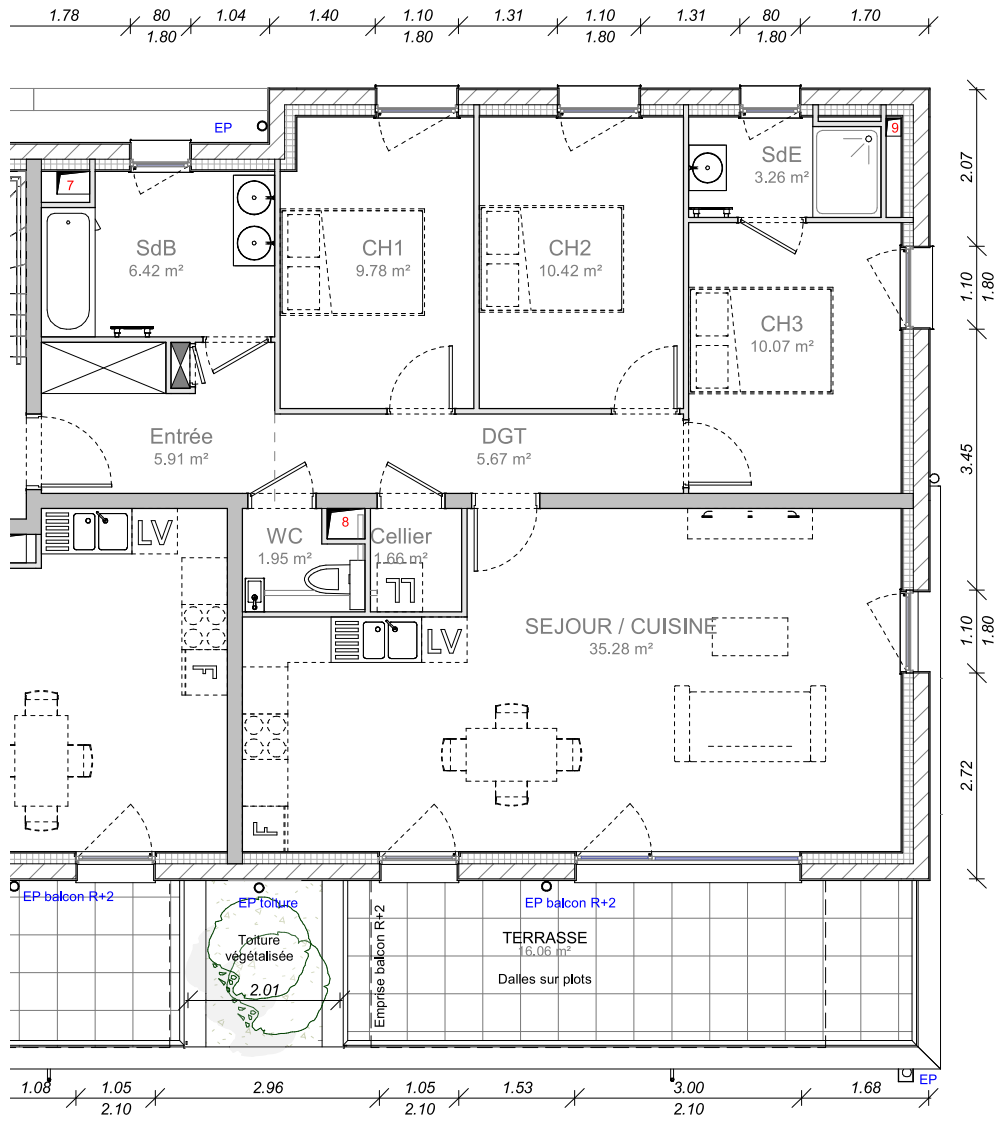 1.78 80 1.04 1.40 1.10 1.31 1.10 1.31 80 1.70
1.80 1.80 1.80 1.80
EP
9
SdE
3.26 m²
2.07
7
SdB
6.42 m²
CH1
9.78 m²
CH2
10.42 m²
1.10
1.80
CH3
10.07 m²
Entrée
5.91 m²
DGT
5.67 m²
3.45
LV
WC
1.95 m²
8
Cellier
1.66 m²
LL
F
LV
SEJOUR / CUISINE
35.28 m²
1.10
1.80
2.72
F
EP balcon R+2
EP toiture
EP balcon R+2
Toiture
végétalisée
2.01
Emprise balcon R+2
TERRASSE
16.06 m²
Dalles sur plots
EP
1.08 1.05 2.96 1.05 1.53 3.00 1.68
2.10 2.10 2.10